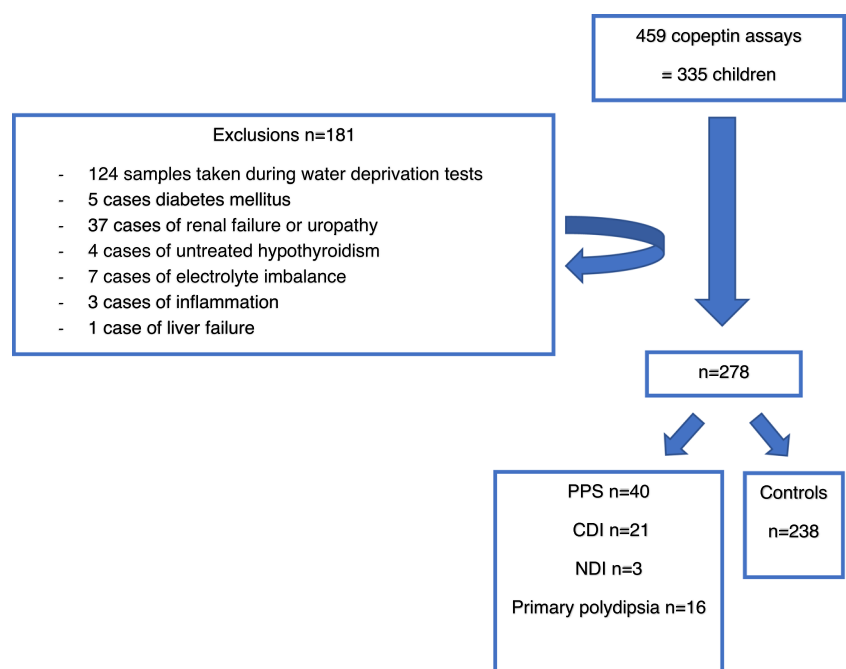 459 copeptin assays
= 335 children
Exclusions n=181
- 124 samples taken during water deprivation tests
- 5 cases diabetes mellitus
- 37 cases of renal failure or uropathy
- 4 cases of untreated hypothyroidism
- 7 cases of electrolyte imbalance
- 3 cases of inflammation
- 1 case of liver failure
n=278
PPS n=40
CDI n=21
NDI n=3
Primary polydipsia n=16
Controls
n=238